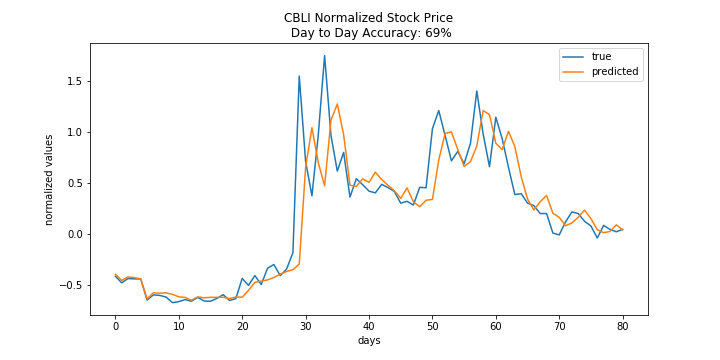 CBLI Normalized Stock Price
Day to Day Accuracy: 69%
true
predicted
normalized values
1.5
1.0
0.5
0.0
−0.5
0 10 20 30 40 50 60 70 80
days